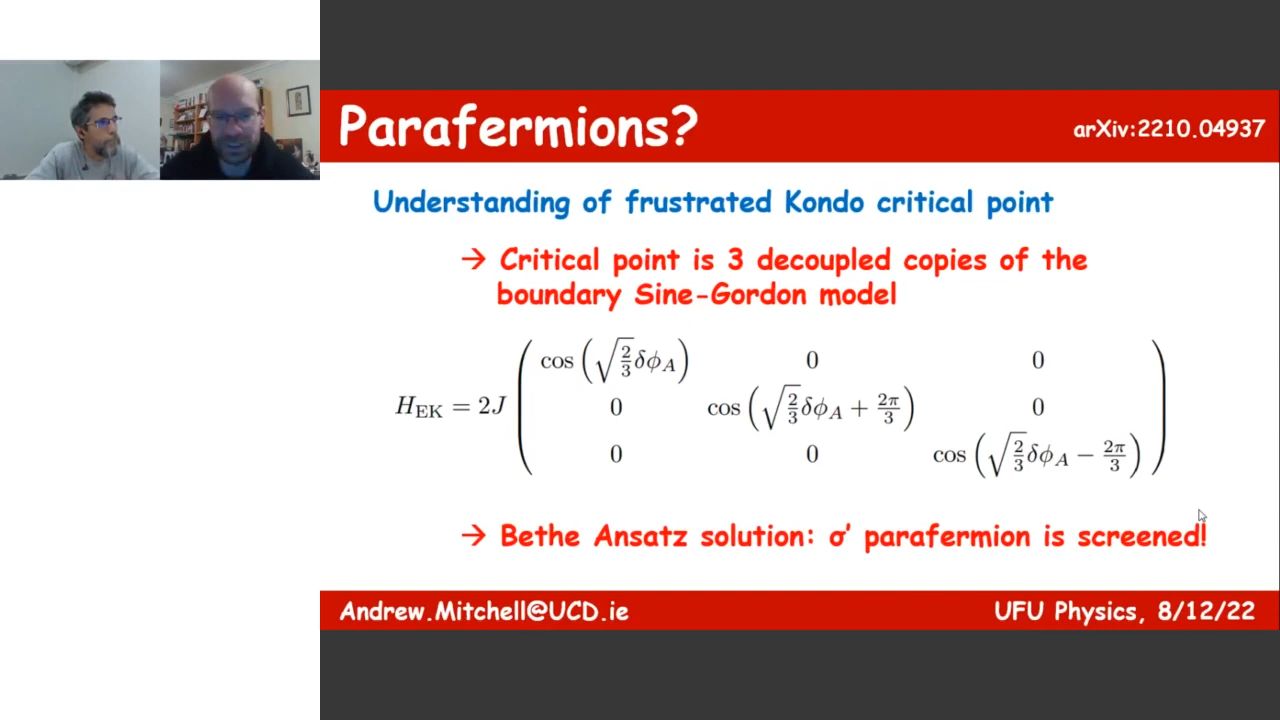 Parafermions?
arXiv:2210.04937
Understanding of frustrated Kondo critical point
→ Critical point is 3 decoupled copies of the
boundary Sine-Gordon model
H_EK = 2J ( cos(√(2/3)δϕ_A) 0 0
0 cos(√(2/3)δϕ_A + 2π/3) 0
0 0 cos(√(2/3)δϕ_A − 2π/3) )
→ Bethe Ansatz solution: σ′ parafermion is screened!
Andrew.Mitchell@UCD.ie
UFU Physics, 8/12/22